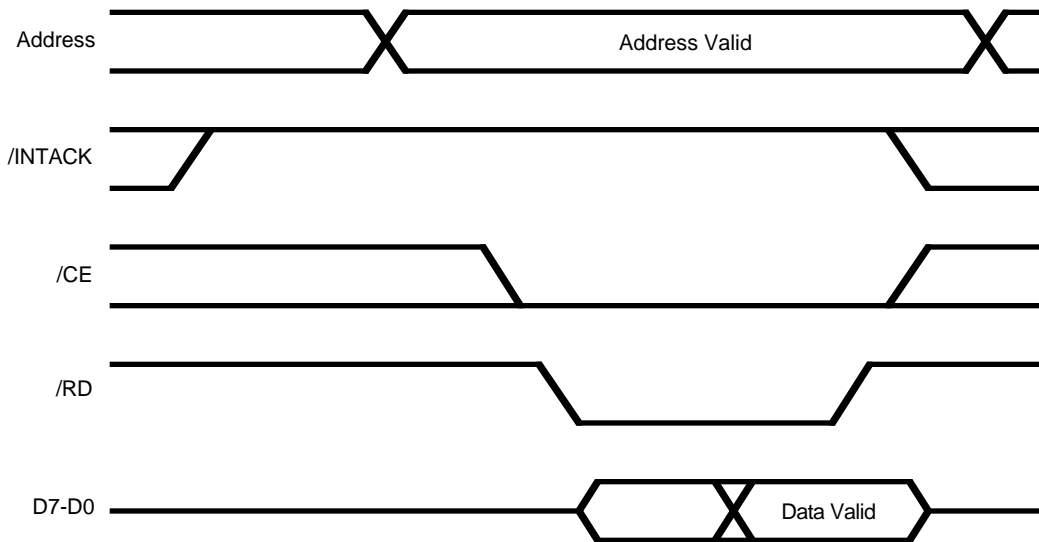 Address
Address Valid
/INTACK
/CE
/RD
D7-D0
Data Valid